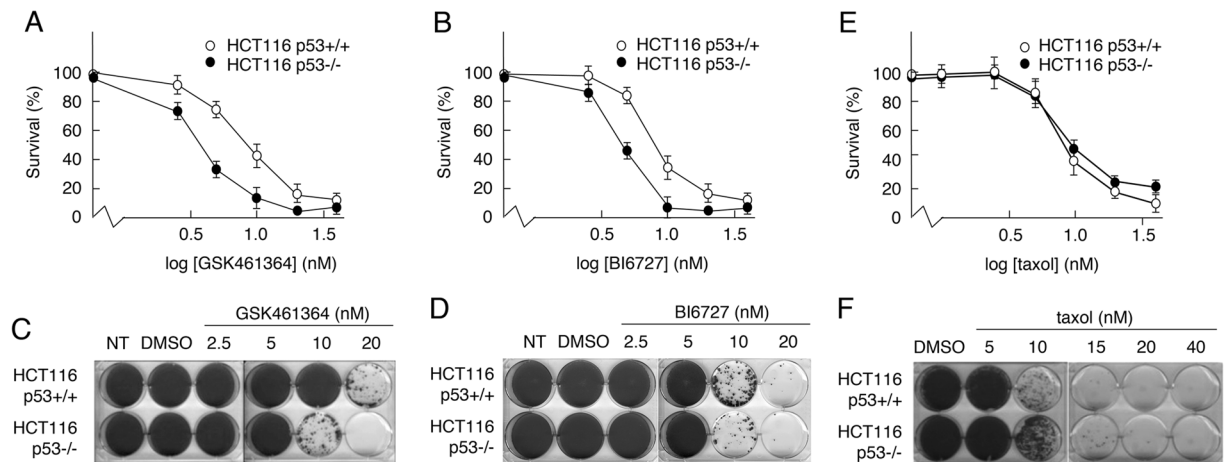 A
HCT116 p53+/+
HCT116 p53-/-
100
80
60
40
20
0
Survival (%)
0.5
1.0
1.5
log [GSK461364] (nM)
B
HCT116 p53+/+
HCT116 p53-/-
100
80
60
40
20
0
Survival (%)
0.5
1.0
1.5
log [BI6727] (nM)
E
HCT116 p53+/+
HCT116 p53-/-
100
80
60
40
20
0
Survival (%)
0.5
1.0
1.5
log [taxol] (nM)
C
GSK461364 (nM)
NT DMSO 2.5 5 10 20
HCT116
p53+/+
HCT116
p53-/-
D
BI6727 (nM)
NT DMSO 2.5 5 10 20
HCT116
p53+/+
HCT116
p53-/-
F
taxol (nM)
DMSO 5 10 15 20 40
HCT116
p53+/+
HCT116
p53-/-